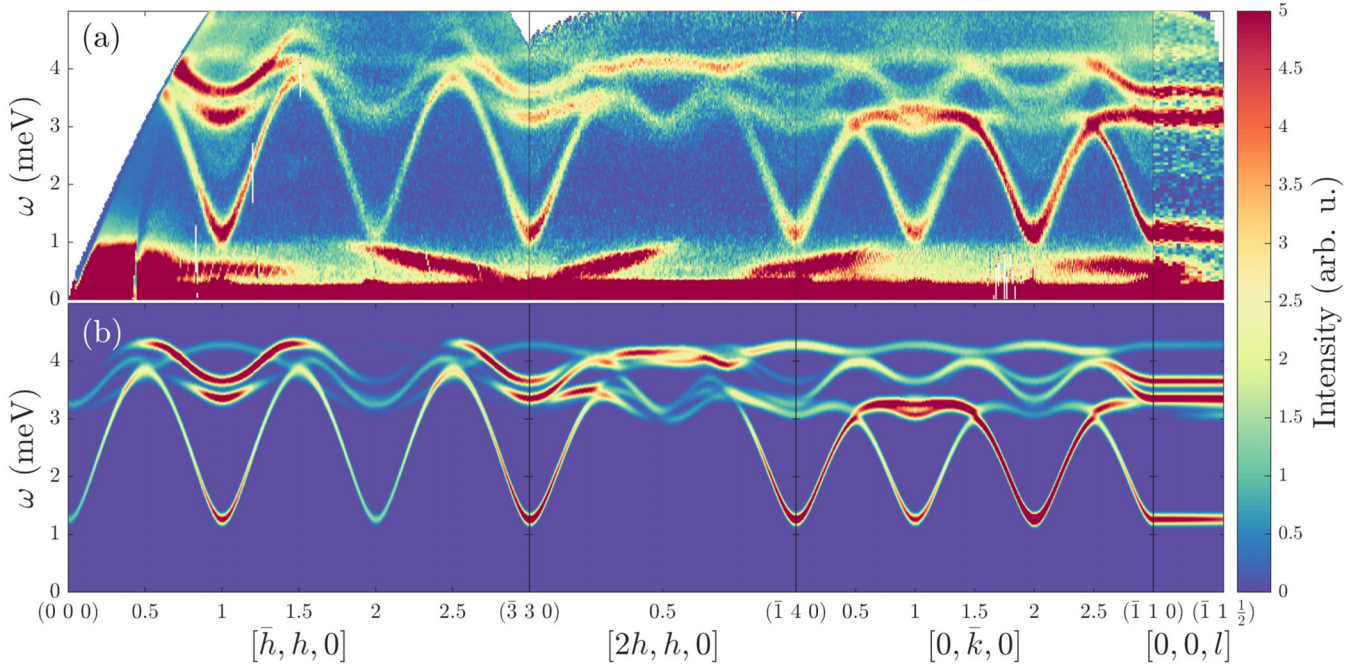 (a)
ω (meV)
4
3
2
1
0
(b)
ω (meV)
4
3
2
1
0
(0 0 0)
0.5
1
1.5
2
2.5
(3̄ 3 0)
0.5
(1̄ 4 0)
0.5
1
1.5
2
2.5
(1̄ 1 0)
(1̄ 1 ½)
[h̄, h, 0]
[2h, h, 0]
[0, k̄, 0]
[0, 0, l]
5
4.5
4
3.5
3
2.5
2
1.5
1
0.5
0
Intensity (arb. u.)